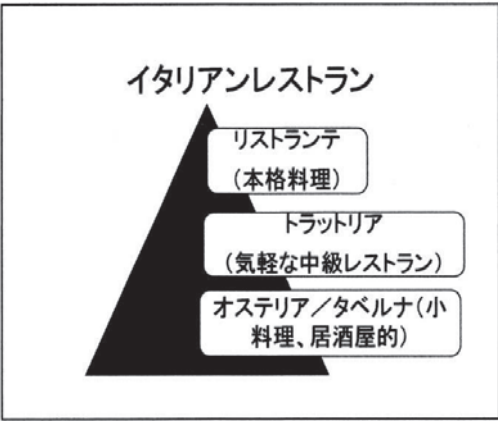 イタリアンレストラン
リストランテ
(本格料理)
トラットリア
(気軽な中級レストラン)
オステリア／タベルナ(小
料理、居酒屋的)